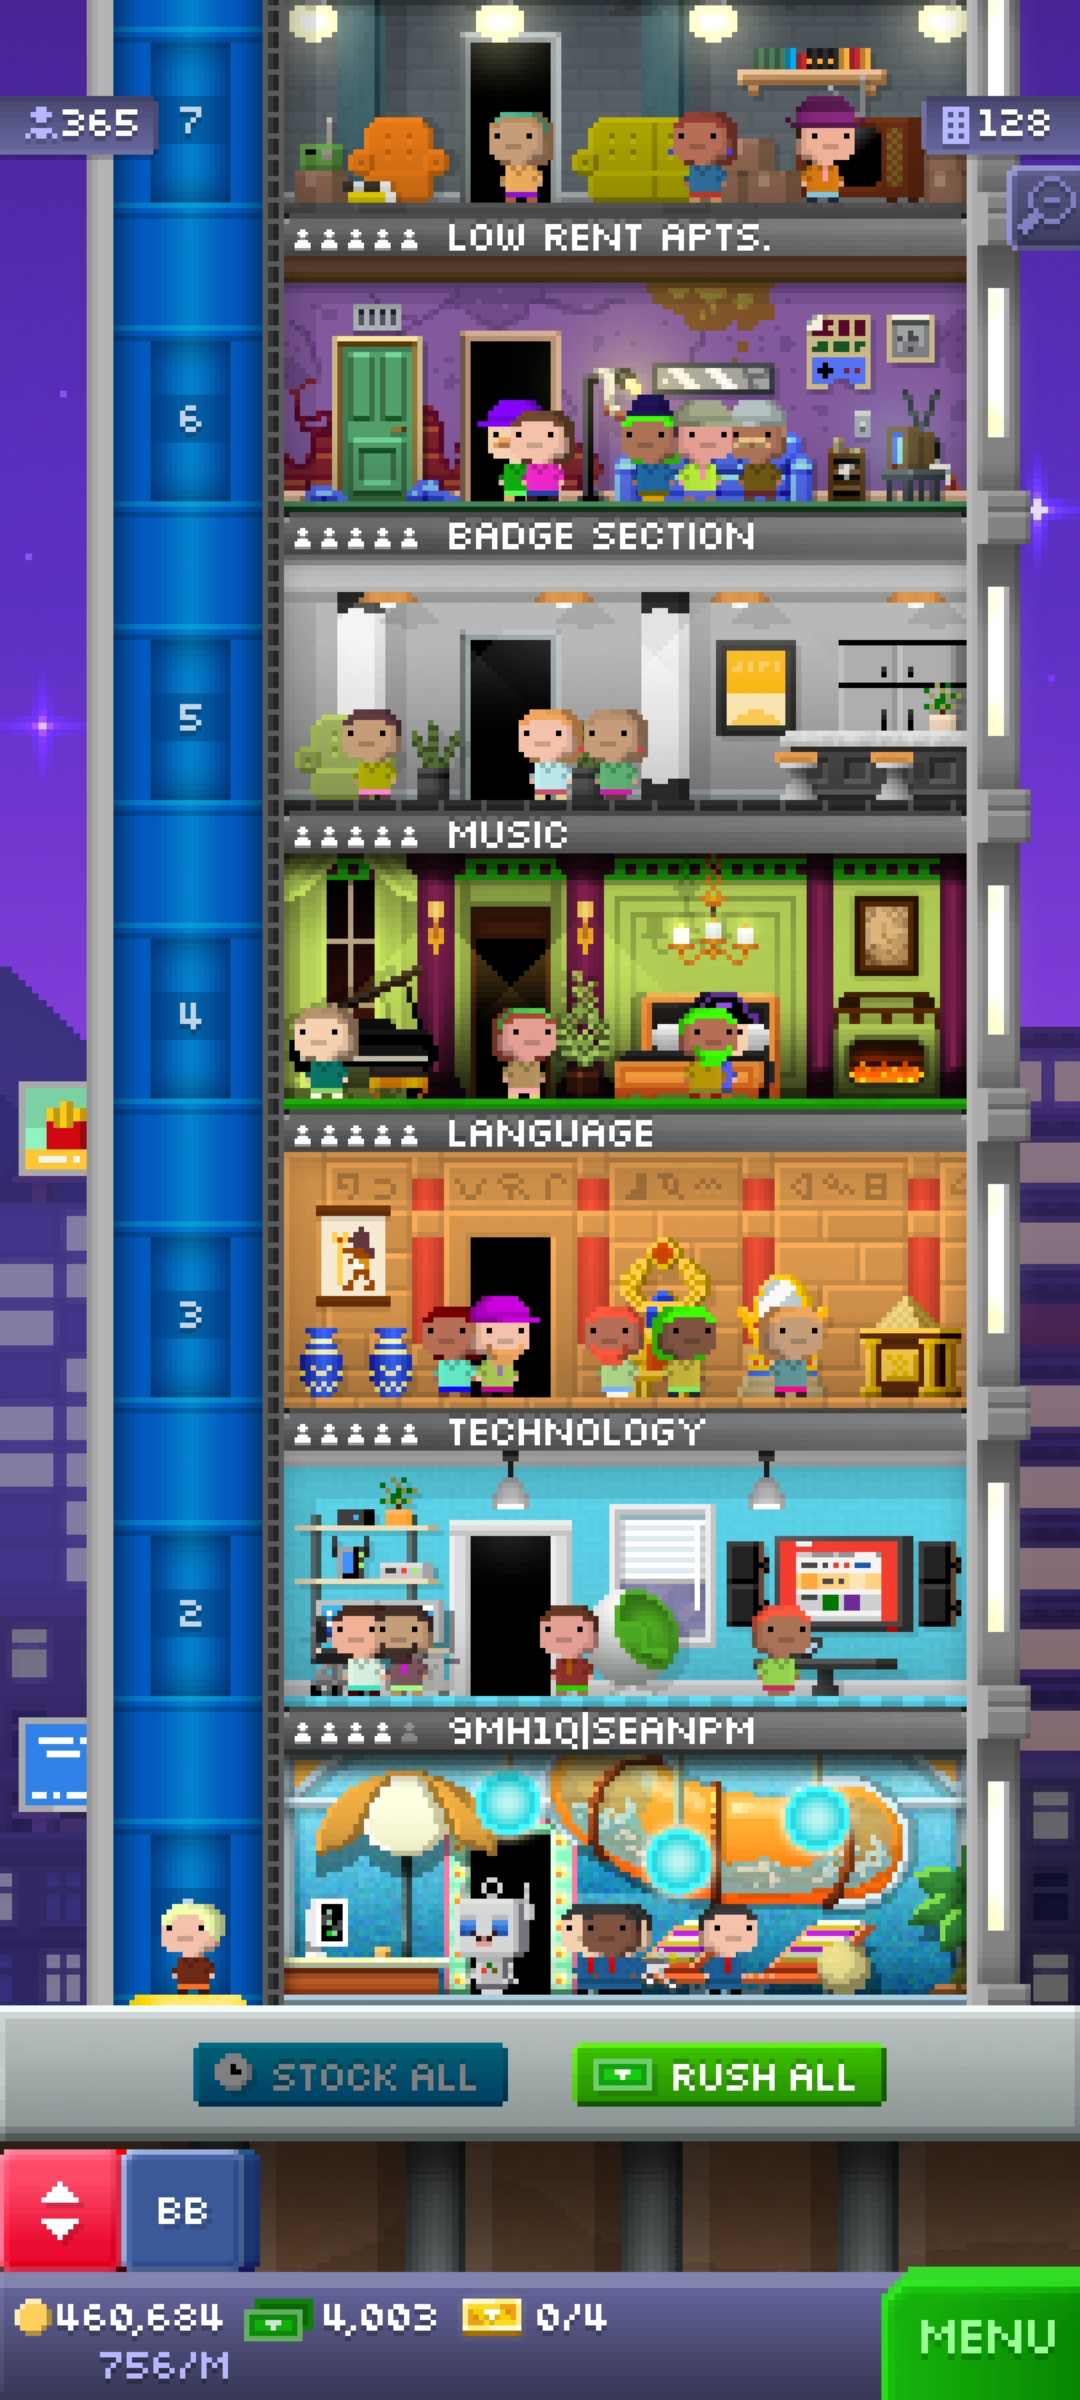 365
7
128
LOW RENT APTS.
6
BADGE SECTION
5
MUSIC
4
LANGUAGE
3
TECHNOLOGY
2
9MH1Q|SEANPM
STOCK ALL
RUSH ALL
BB
460,684
4,003
0/4
756/M
MENU